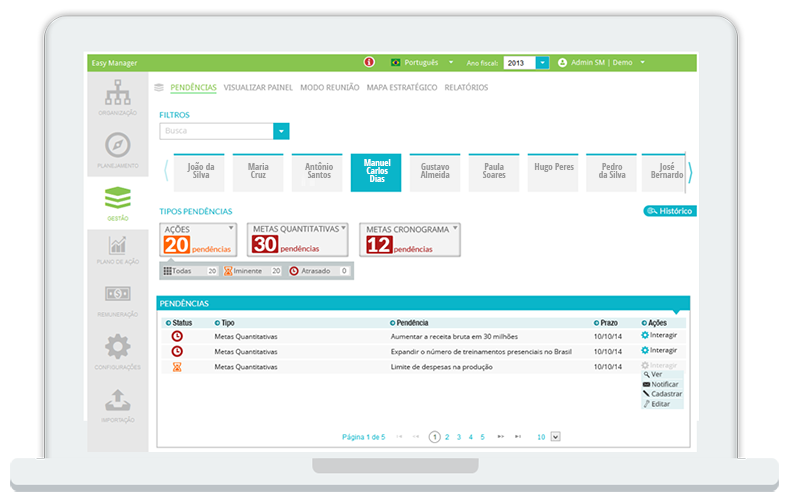 Easy Manager
Português
Ano fiscal:
2013
Admin SM | Demo
ORGANIZAÇÃO
PLANEJAMENTO
GESTÃO
PLANO DE AÇÃO
REMUNERAÇÃO
CONFIGURAÇÕES
IMPORTAÇÃO
PENDÊNCIAS
VISUALIZAR PAINEL
MODO REUNIÃO
MAPA ESTRATÉGICO
RELATÓRIOS
FILTROS
Busca
João da
Silva
Maria
Cruz
Antônio
Santos
Manuel
Carlos
Dias
Gustavo
Almeida
Paula
Soares
Hugo Peres
Pedro
da Silva
José
Bernardo
TIPOS PENDÊNCIAS
Histórico
AÇÕES
20 pendências
METAS QUANTITATIVAS
30 pendências
METAS CRONOGRAMA
12 pendências
Todas 20
Iminente 20
Atrasado 0
PENDÊNCIAS
Status Tipo Pendência Prazo Ações
Metas Quantitativas Aumentar a receita bruta em 30 milhões 10/10/14 Interagir
Metas Quantitativas Expandir o número de treinamentos presenciais no Brasil 10/10/14 Interagir
Metas Quantitativas Limite de despesas na produção 10/10/14 Interagir
Ver
Notificar
Cadastrar
Editar
Página 1 de 5 1 2 3 4 5 10